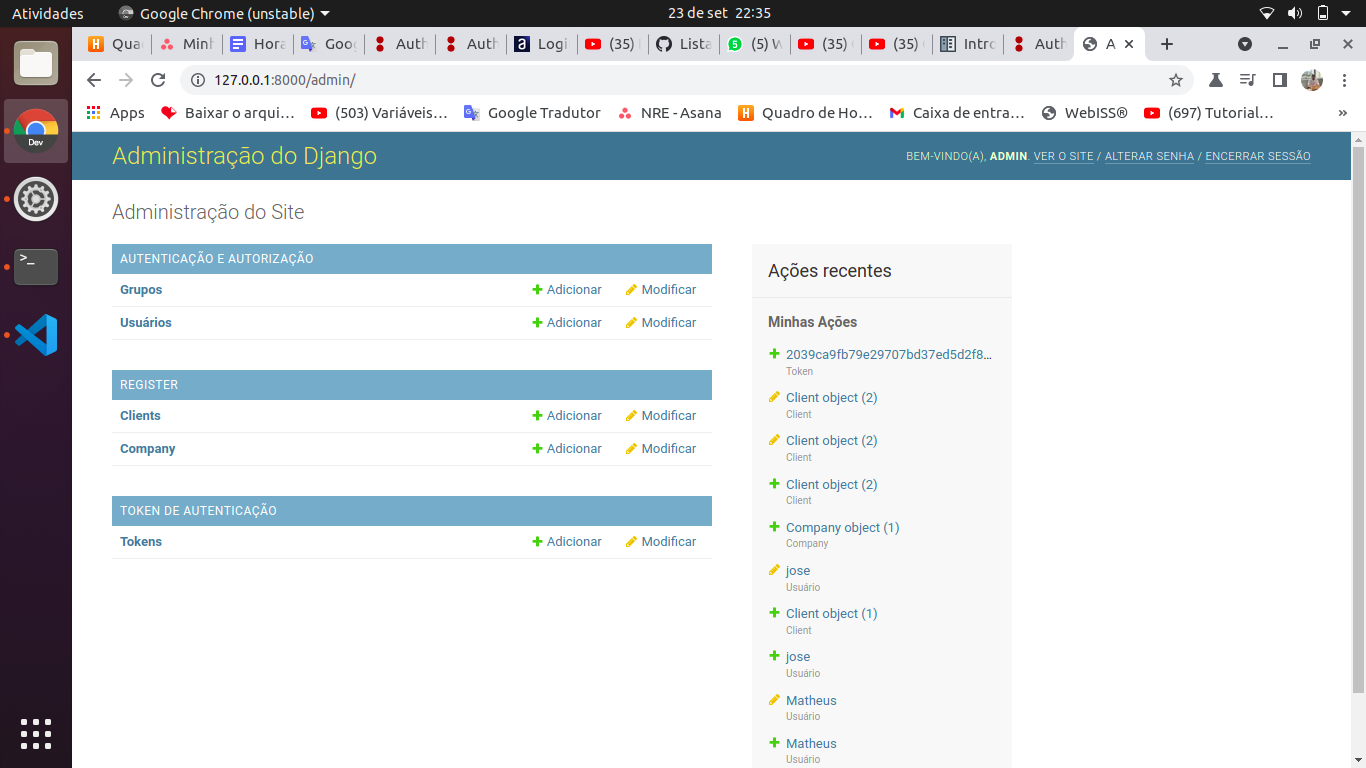 Atividades
Google Chrome (unstable)
23 de set 22:35
Quac
Minh
Hora
Goog
Auth
Auth
Logi
(35)
Lista
(5) W
(35)
(35)
Intro
Auth
A
127.0.0.1:8000/admin/
Apps
Baixar o arqui…
(503) Variáveis…
Google Tradutor
NRE - Asana
Quadro de Ho…
Caixa de entra…
WebISS®
(697) Tutorial…
»
Dev
Administração do Django
BEM-VINDO(A), ADMIN. VER O SITE / ALTERAR SENHA / ENCERRAR SESSÃO
Administração do Site
AUTENTICAÇÃO E AUTORIZAÇÃO
Grupos Adicionar Modificar
Usuários Adicionar Modificar
REGISTER
Clients Adicionar Modificar
Company Adicionar Modificar
TOKEN DE AUTENTICAÇÃO
Tokens Adicionar Modificar
Ações recentes
Minhas Ações
2039ca9fb79e29707bd37ed5d2f8…
Token
Client object (2)
Client
Client object (2)
Client
Client object (2)
Client
Company object (1)
Company
jose
Usuário
Client object (1)
Client
jose
Usuário
Matheus
Usuário
Matheus
Usuário